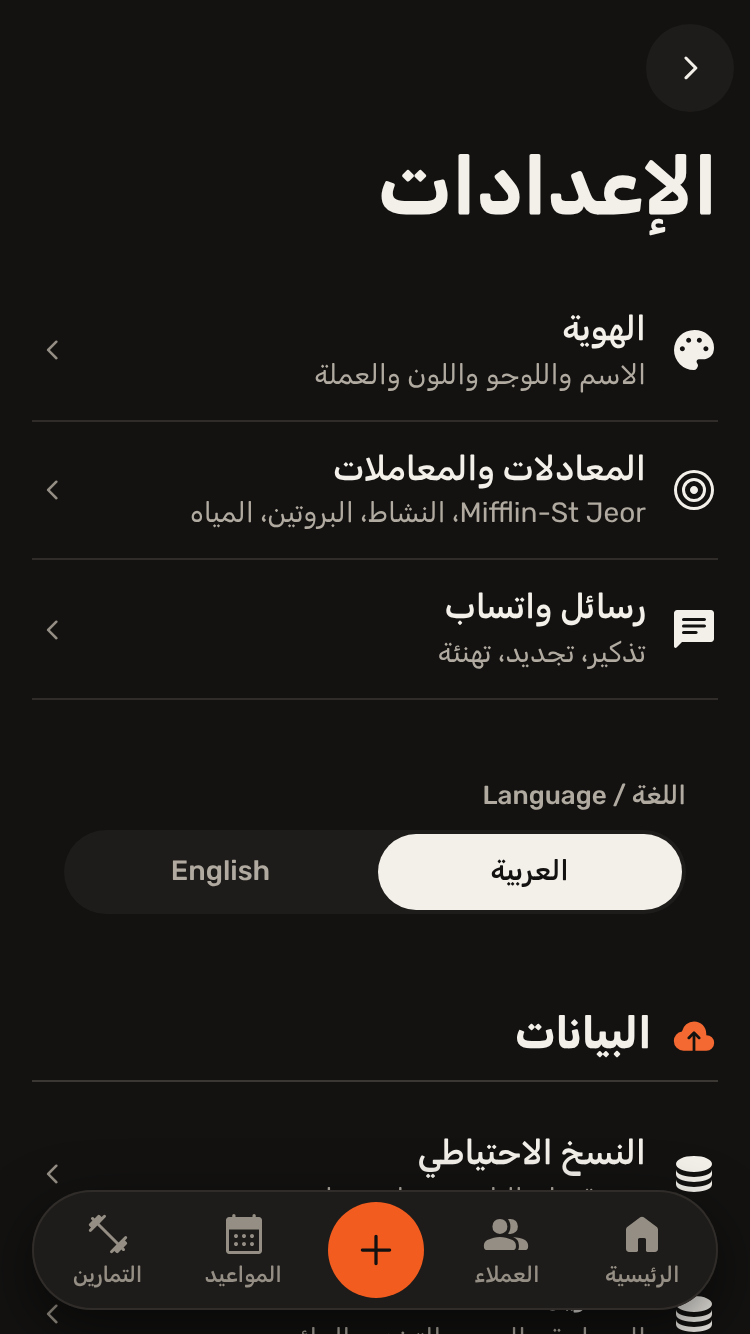 الإعدادات
الهوية
الاسم واللوجو واللون والعملة
المعادلات والمعاملات
Mifflin-St Jeor، النشاط، البروتين، المياه
رسائل واتساب
تذكير، تجديد، تهنئة
اللغة / Language
العربية
English
البيانات
النسخ الاحتياطي
الرئيسية
العملاء
المواعيد
التمارين